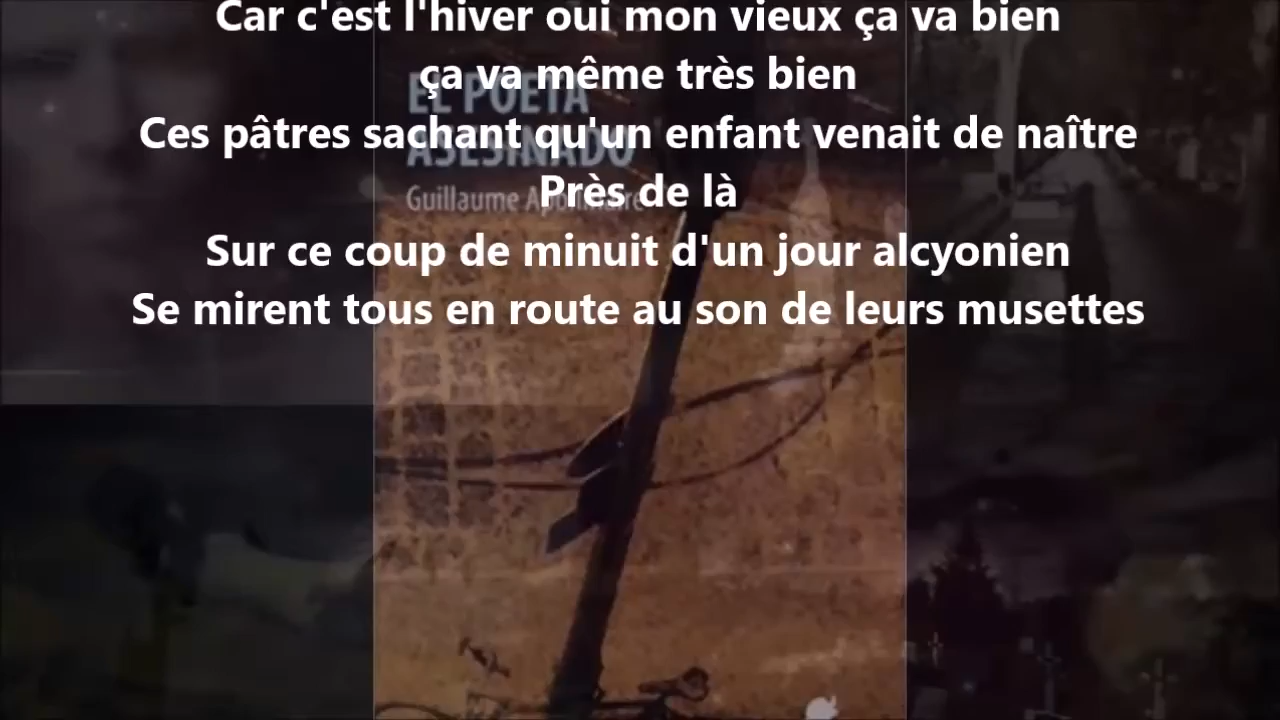 Car c'est l'hiver oui mon vieux ça va bien
ça va même très bien
EL POETA
Ces pâtres sachant qu'un enfant venait de naître
ASESINADO
Près de là
Guillaume Apollinaire
Sur ce coup de minuit d'un jour alcyonien
Se mirent tous en route au son de leurs musettes